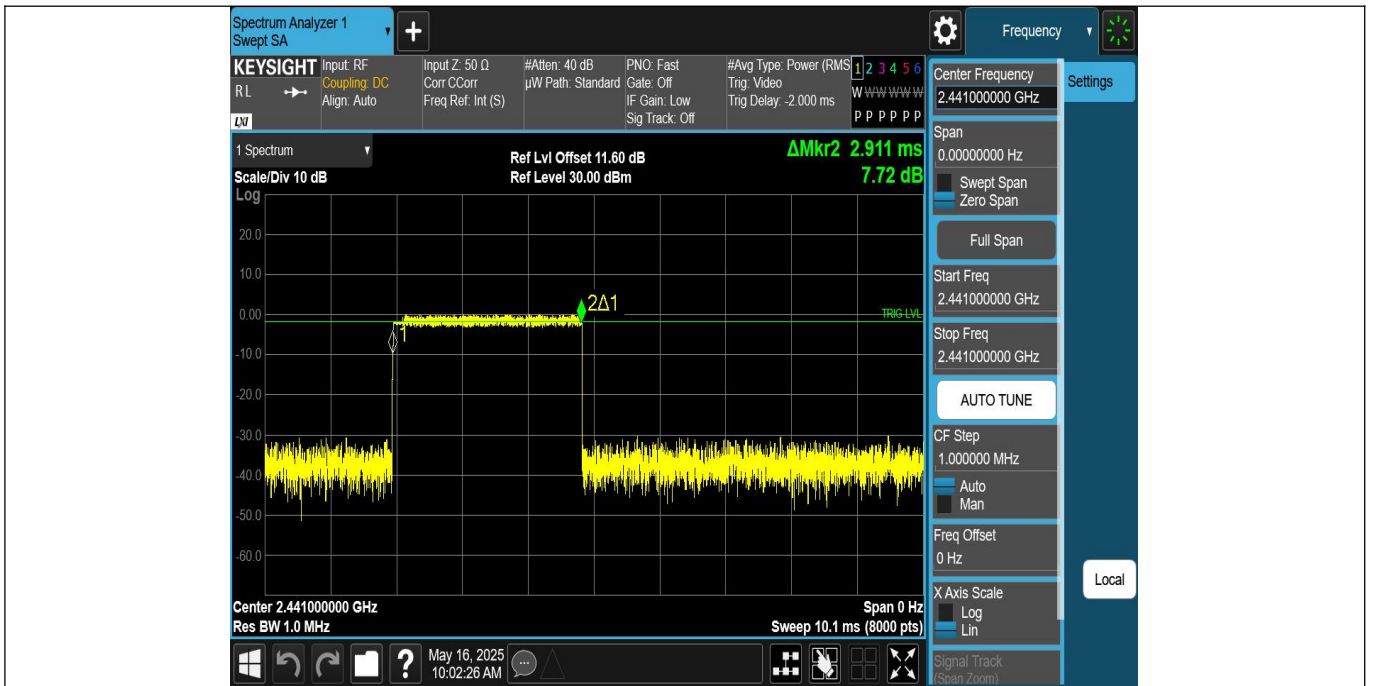 Spectrum Analyzer 1
Swept SA
+
Frequency
KEYSIGHT
RL
LXI
Input: RF
Coupling: DC
Align: Auto
Input Z: 50 Ω
Corr CCorr
Freq Ref: Int (S)
#Atten: 40 dB
µW Path: Standard
PNO: Fast
Gate: Off
IF Gain: Low
Sig Track: Off
#Avg Type: Power (RMS
Trig: Video
Trig Delay: -2.000 ms
1 2 3 4 5 6
W W W W W W
P P P P P P
1 Spectrum
Scale/Div 10 dB
Log
Ref Lvl Offset 11.60 dB
Ref Level 30.00 dBm
ΔMkr2 2.911 ms
7.72 dB
20.0
10.0
0.00
-10.0
-20.0
-30.0
-40.0
-50.0
-60.0
1
2Δ1
TRIG LVL
Center 2.441000000 GHz
Res BW 1.0 MHz
Span 0 Hz
Sweep 10.1 ms (8000 pts)
Center Frequency
2.441000000 GHz
Settings
Span
0.00000000 Hz
Swept Span
Zero Span
Full Span
Start Freq
2.441000000 GHz
Stop Freq
2.441000000 GHz
AUTO TUNE
CF Step
1.000000 MHz
Auto
Man
Freq Offset
0 Hz
X Axis Scale
Log
Lin
Signal Track
(Span Zoom)
Local
?
May 16, 2025
10:02:26 AM